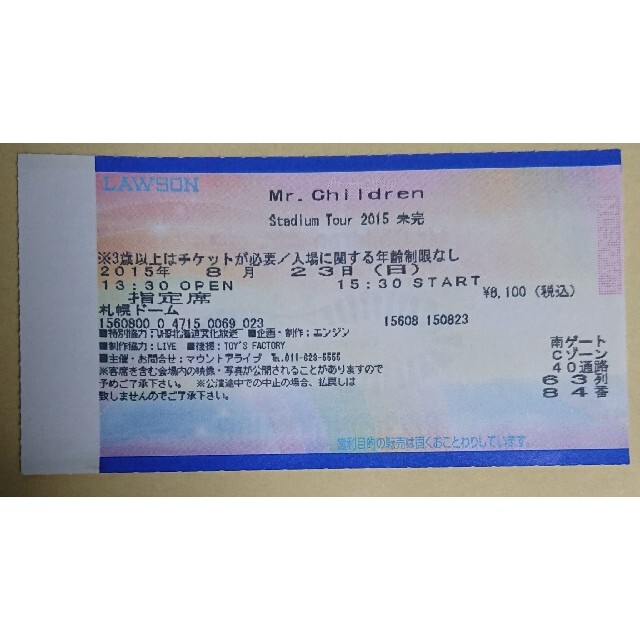 LAWSON
Mr.Children
Stadium Tour 2015 未完
※3歳以上はチケットが必要/入場に関する年齢制限なし
2015年 8月 23日(日)
13:30 OPEN 15:30 START
¥8,100(税込)
指定席
札幌ドーム
1560800 0 4715 0069 023 15608 150823
■特別協力:UHB北海道文化放送 ■企画・制作:エンジン
■制作協力:LIVE ■後援:TOY'S FACTORY
■主催・お問合せ:マウントアライブ ℡.011-623-5555
※客席を含む会場内の映像・写真が公開されることがありますので
予めご了承下さい。 ※公演途中での中止の場合、払戻しは
致しませんのでご了承下さい。
南ゲート
Cゾーン
40通路
63列
84番
営利目的の転売は固くおことわりしています。